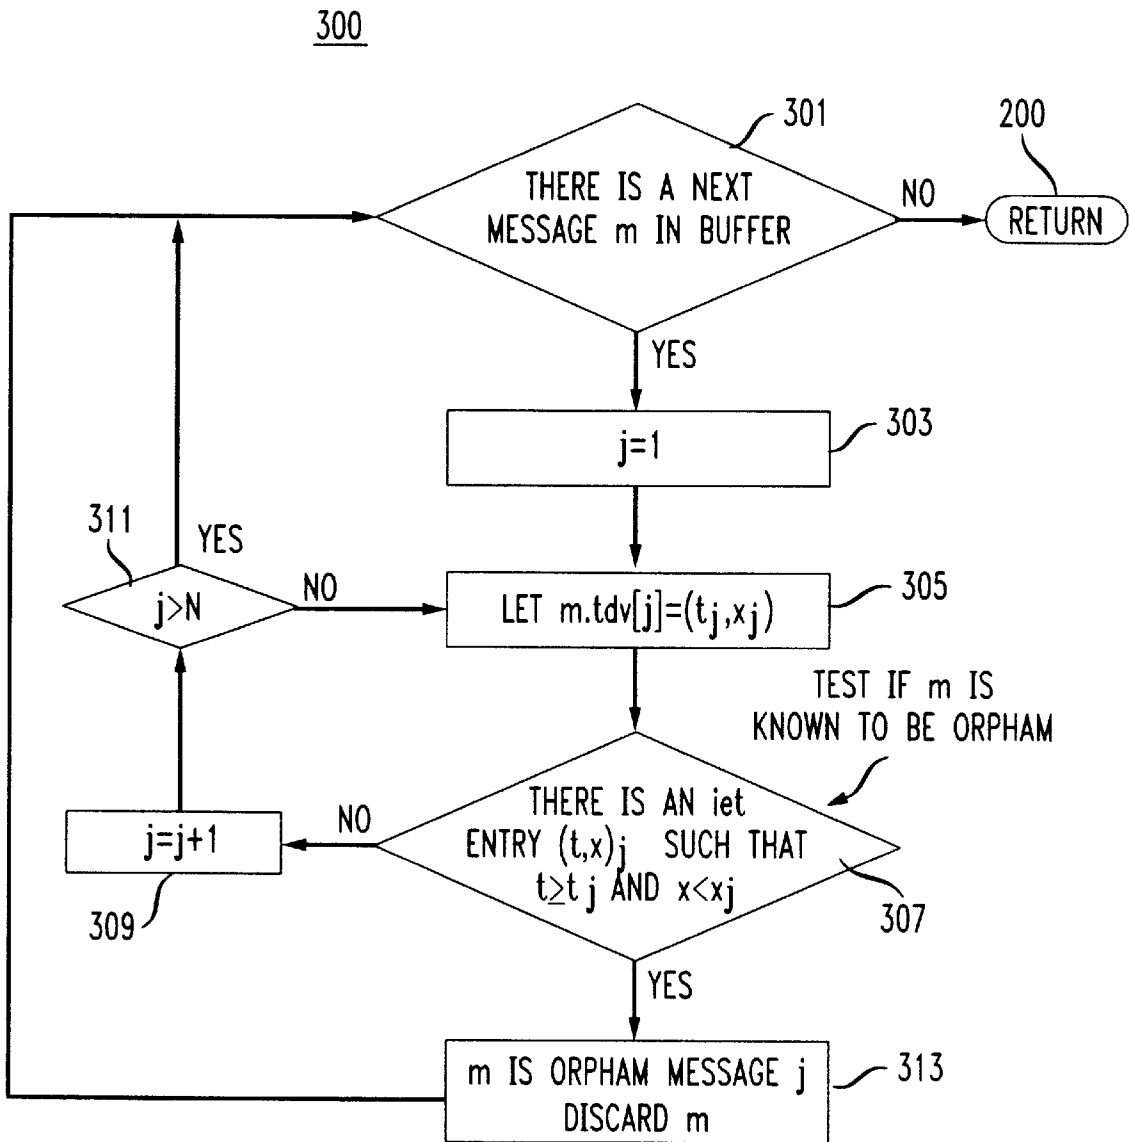 300
301
THERE IS A NEXT
MESSAGE m IN BUFFER
NO
200
RETURN
YES
j=1
303
311
YES
j>N
NO
LET m.tdv[j]=(tj,xj)
305
TEST IF m IS
KNOWN TO BE ORPHAM
THERE IS AN iet
ENTRY (t,x)j SUCH THAT
t≥tj AND x<xj
307
NO
j=j+1
309
YES
m IS ORPHAM MESSAGE j
DISCARD m
313